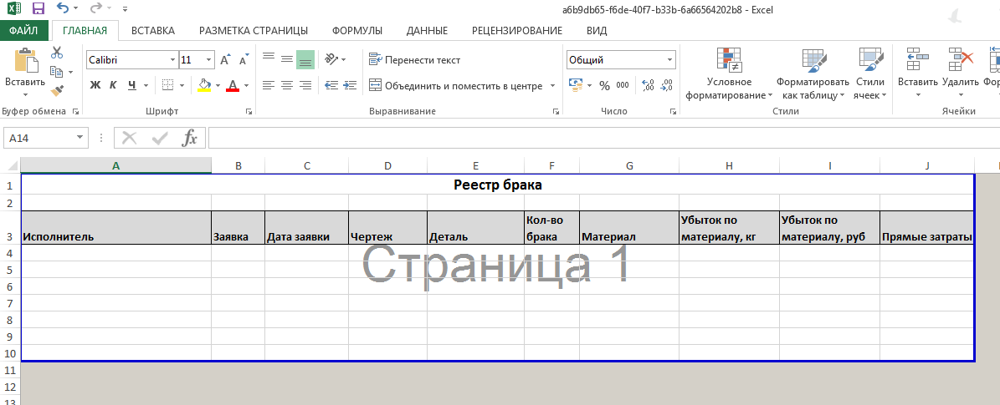 a6b9db65-f6de-40f7-b33b-6a66564202b8 - Excel
ФАЙЛ ГЛАВНАЯ ВСТАВКА РАЗМЕТКА СТРАНИЦЫ ФОРМУЛЫ ДАННЫЕ РЕЦЕНЗИРОВАНИЕ ВИД
Вставить
Calibri 11
Ж К Ч
Перенести текст
Объединить и поместить в центре
Общий
% 000
Условное форматирование
Форматировать как таблицу
Стили ячеек
Вставить
Удалить
Буфер обмена Шрифт Выравнивание Число Стили Ячейки
A14
fx
A B C D E F G H I J
1 Реестр брака
2
3 Исполнитель Заявка Дата заявки Чертеж Деталь Кол-во брака Материал Убыток по материалу, кг Убыток по материалу, руб Прямые затраты
4
Страница 1
5
6
7
8
9
10
11
12
13